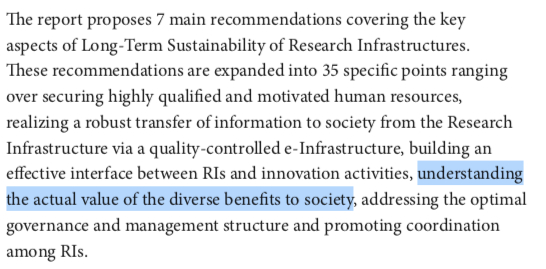 The report proposes 7 main recommendations covering the key
aspects of Long-Term Sustainability of Research Infrastructures.
These recommendations are expanded into 35 specific points ranging
over securing highly qualified and motivated human resources,
realizing a robust transfer of information to society from the Research
Infrastructure via a quality-controlled e-Infrastructure, building an
effective interface between RIs and innovation activities, understanding
the actual value of the diverse benefits to society, addressing the optimal
governance and management structure and promoting coordination
among RIs.